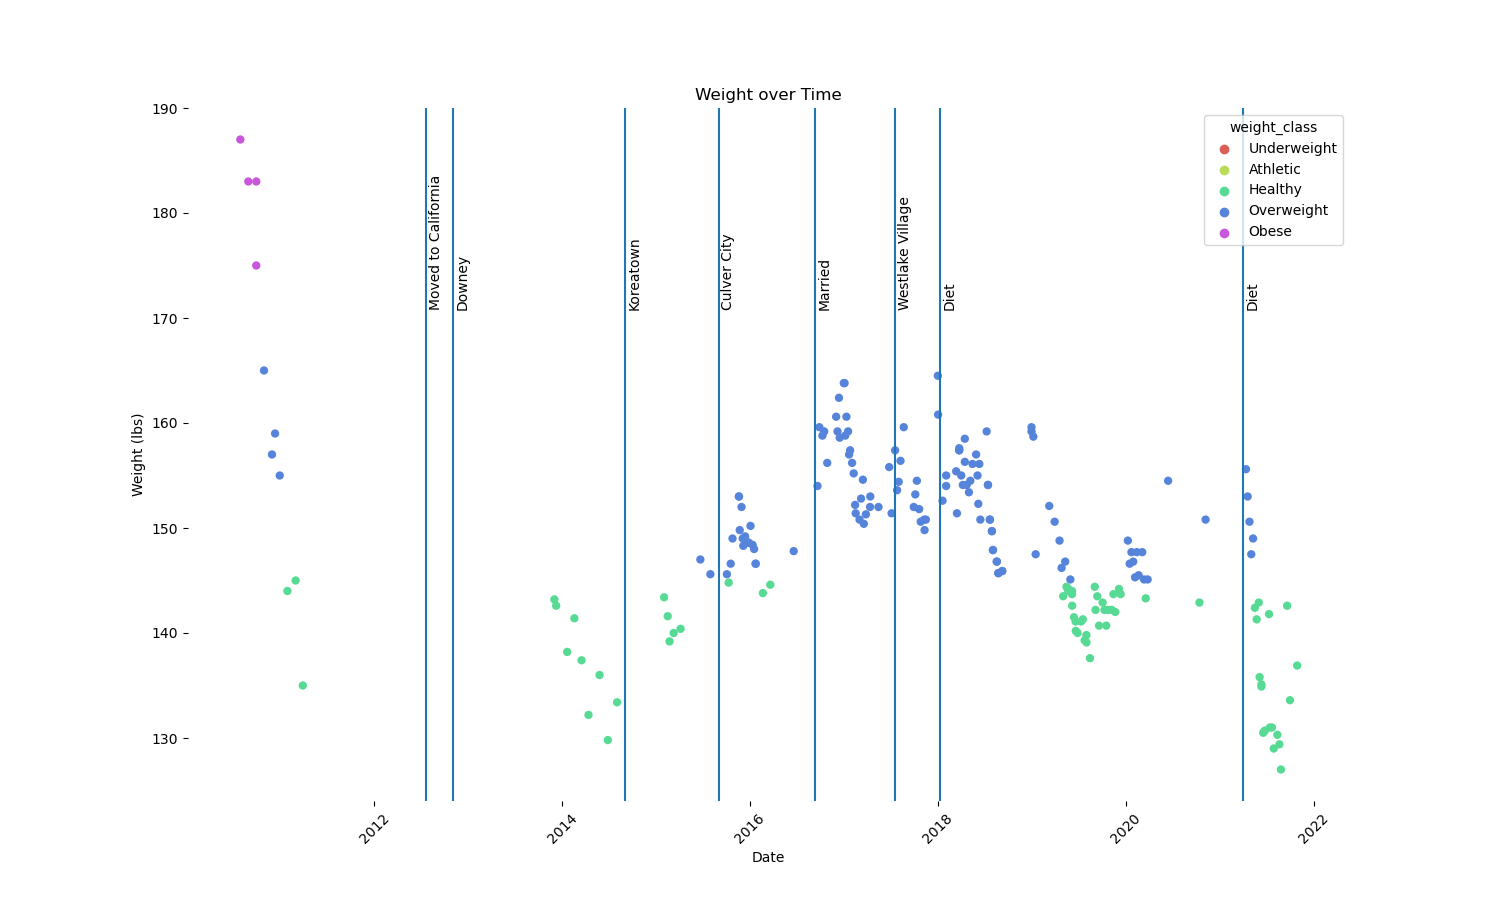 Weight over Time
190
180
170
160
150
140
130
Weight (lbs)
Moved to California
Downey
Koreatown
Culver City
Married
Westlake Village
Diet
Diet
weight_class
Underweight
Athletic
Healthy
Overweight
Obese
2012
2014
2016
2018
2020
2022
Date